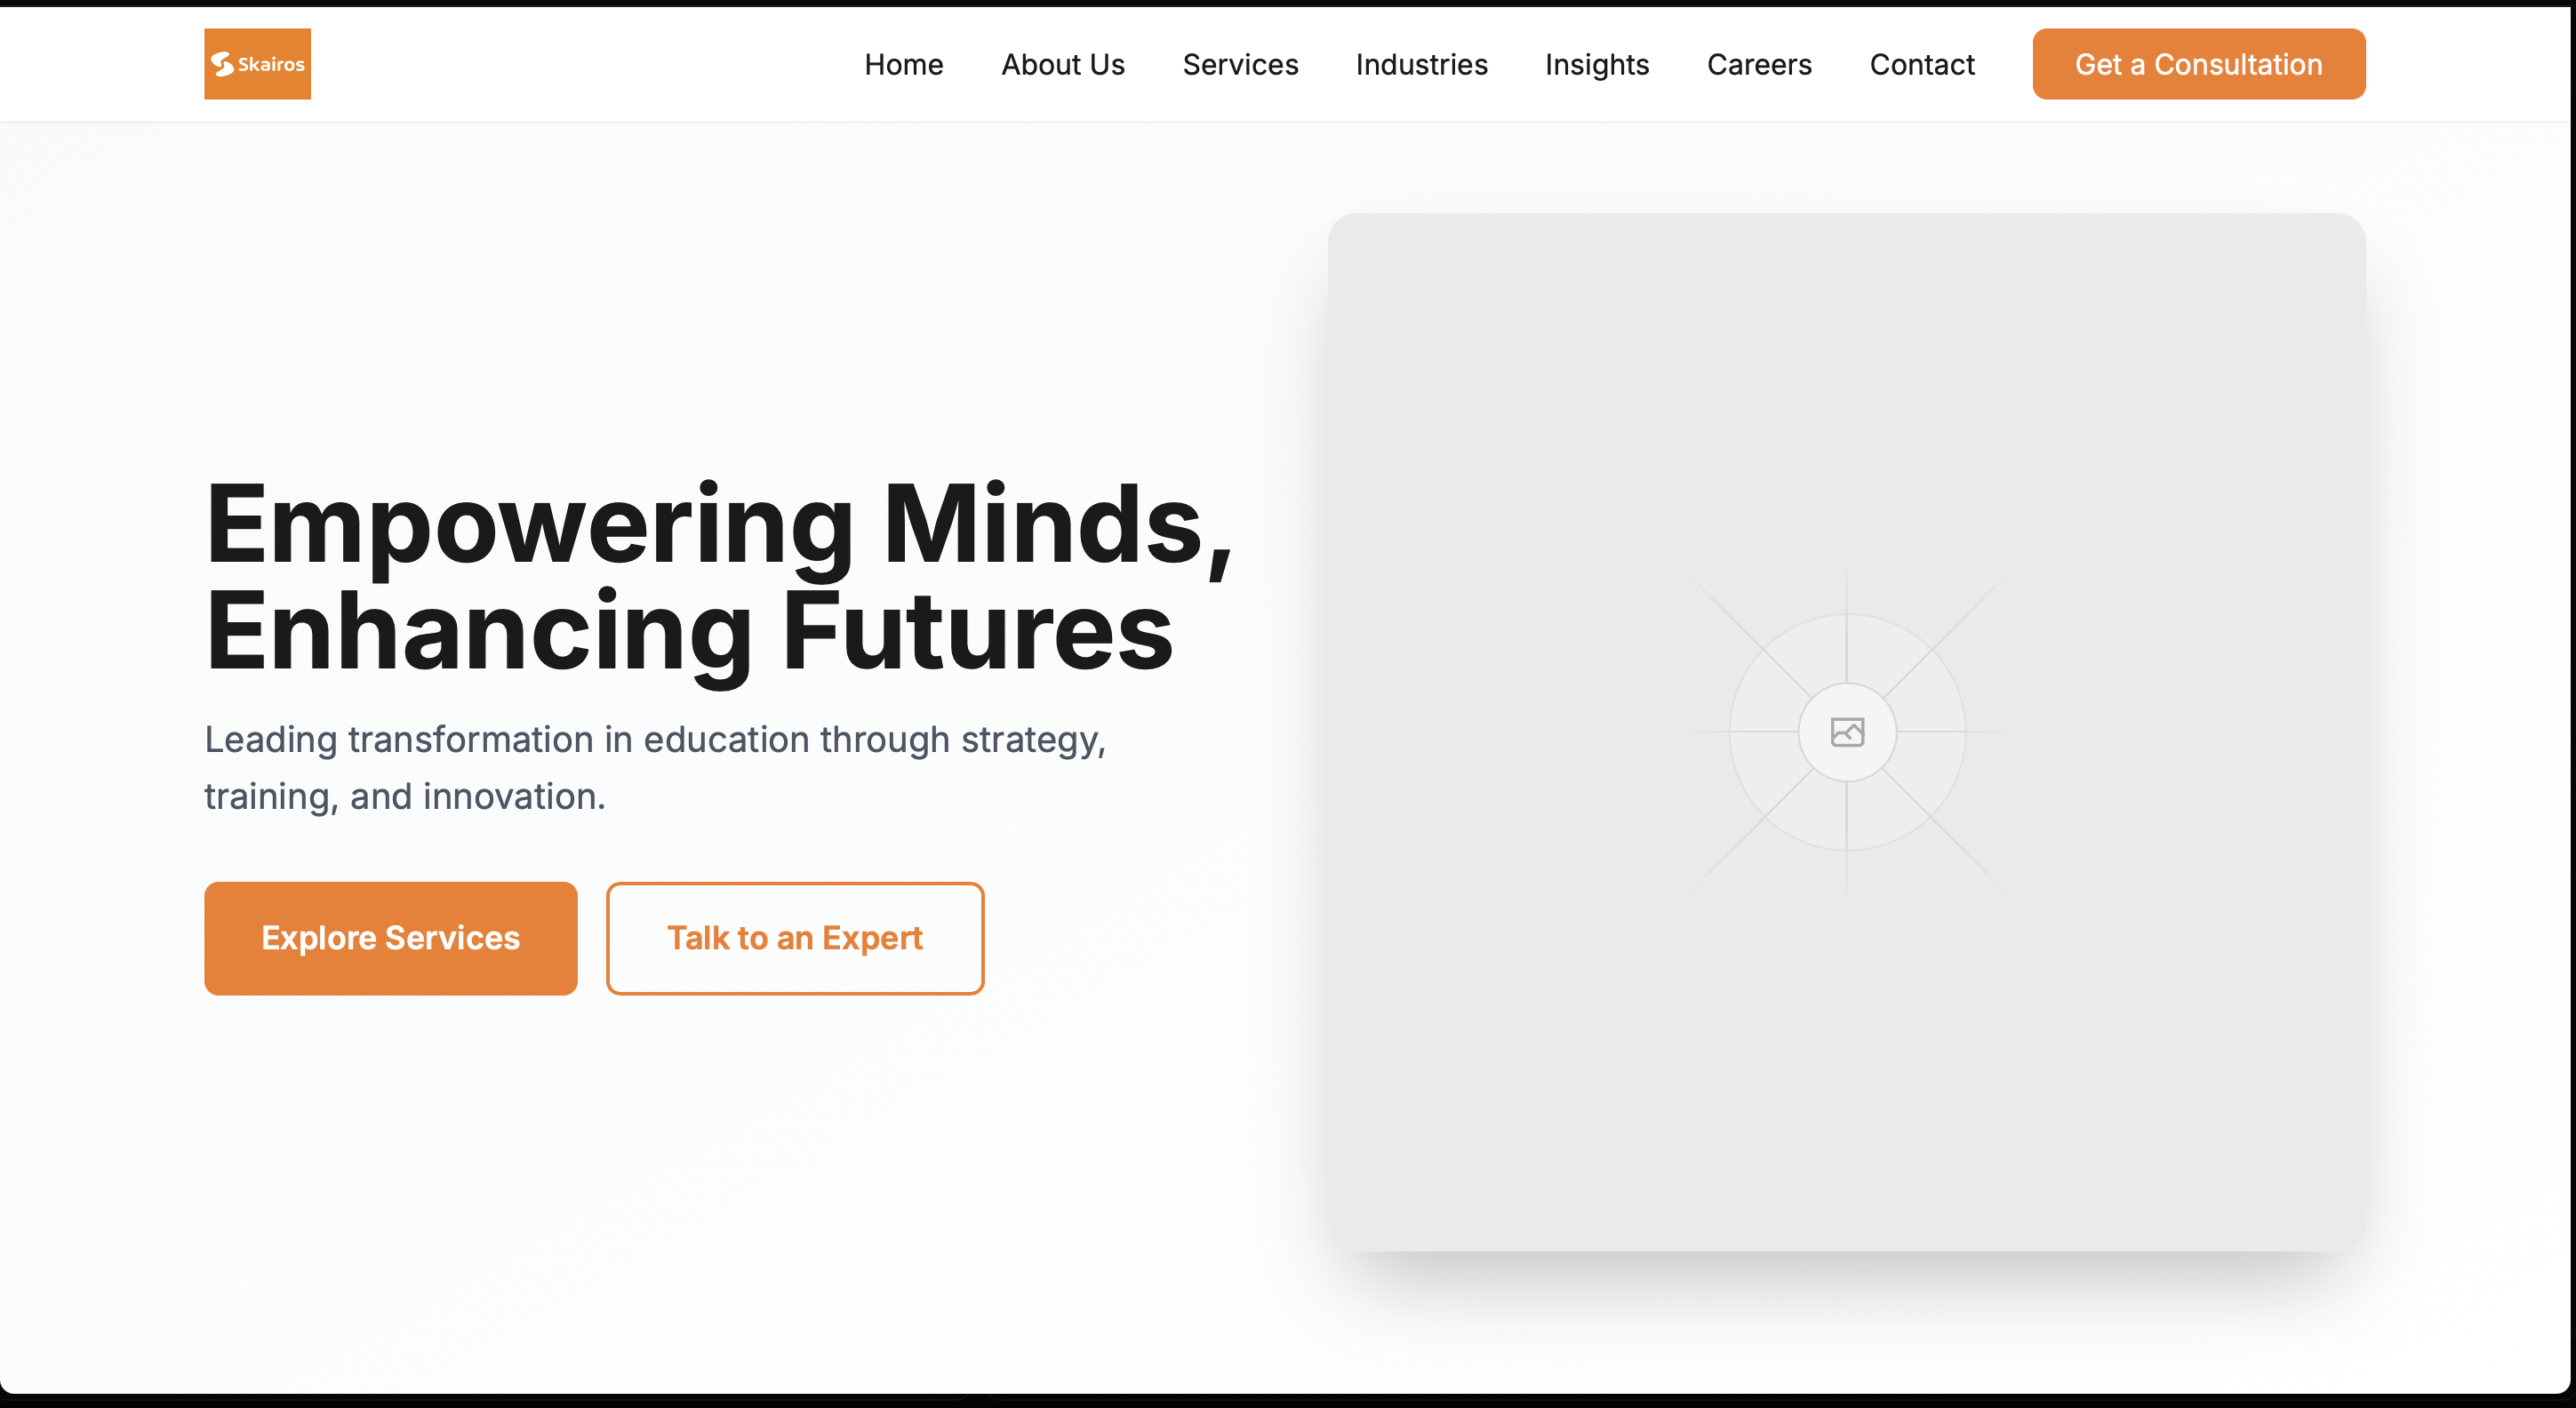 Skairos
Home About Us Services Industries Insights Careers Contact Get a Consultation
Empowering Minds,
Enhancing Futures
Leading transformation in education through strategy,
training, and innovation.
Explore Services Talk to an Expert